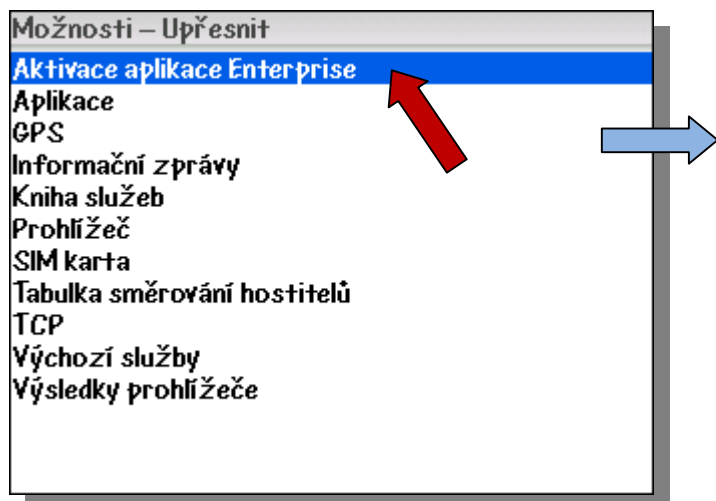 Možnosti – Upřesnit
Aktivace aplikace Enterprise
Aplikace
GPS
Informační zprávy
Kniha služeb
Prohlížeč
SIM karta
Tabulka směrování hostitelů
TCP
Výchozí služby
Výsledky prohlížeče